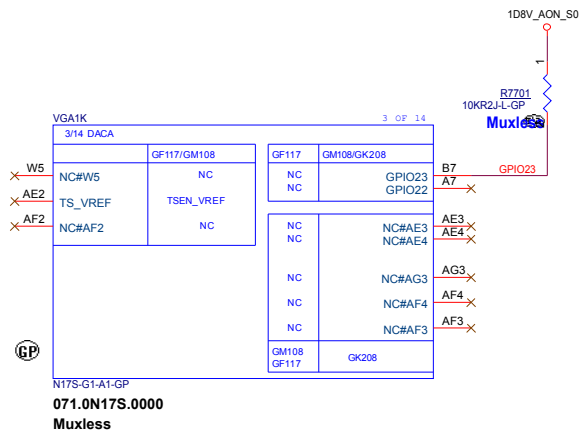 1D8V_AON_S0
1
R7701
10KR2J-L-GP
Muxless
VGA1K
3 OF 14
3/14 DACA
GF117/GM108
GF117
GM108/GK208
W5
NC#W5
NC
NC
GPIO23
B7
GPIO23
NC
GPIO22
A7
AE2
TS_VREF
TSEN_VREF
AF2
NC#AF2
NC
NC
NC#AE3
AE3
NC
NC#AE4
AE4
NC
NC#AG3
AG3
NC
NC#AF4
AF4
NC
NC#AF3
AF3
GP
GM108
GF117
GK208
N17S-G1-A1-GP
071.0N17S.0000
Muxless